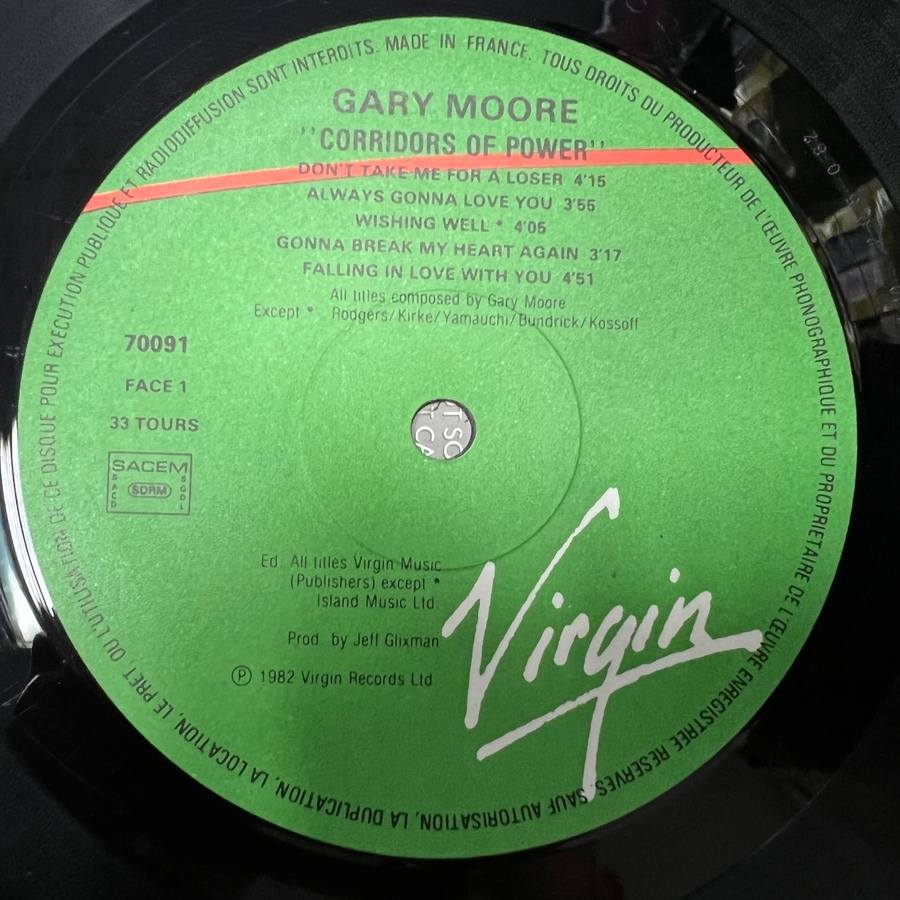 GARY MOORE
''CORRIDORS OF POWER''
DON'T TAKE ME FOR A LOSER 4'15
ALWAYS GONNA LOVE YOU 3'55
WISHING WELL * 4'05
GONNA BREAK MY HEART AGAIN 3'17
FALLING IN LOVE WITH YOU 4'51
All titles composed by Gary Moore
Except * Rodgers/Kirke/Yamauchi/Bundrick/Kossoff
70091
FACE 1
33 TOURS
SACEM
SACD
SDRM
SGDL
Ed. All titles Virgin Music
(Publishers) except *
Island Music Ltd
Prod. by Jeff Glixman
Ⓟ 1982 Virgin Records Ltd
Virgin
MADE IN FRANCE. TOUS DROITS DU PRODUCTEUR DE L'ŒUVRE PHONOGRAPHIQUE ET DU PROPRIETAIRE DE L'ŒUVRE ENREGISTREE RESERVES. SAUF AUTORISATION, LA DUPLICATION, LA LOCATION, LE PRET OU L'UTILISATION DE CE DISQUE POUR EXECUTION PUBLIQUE ET RADIODIFFUSION SONT INTERDITS.